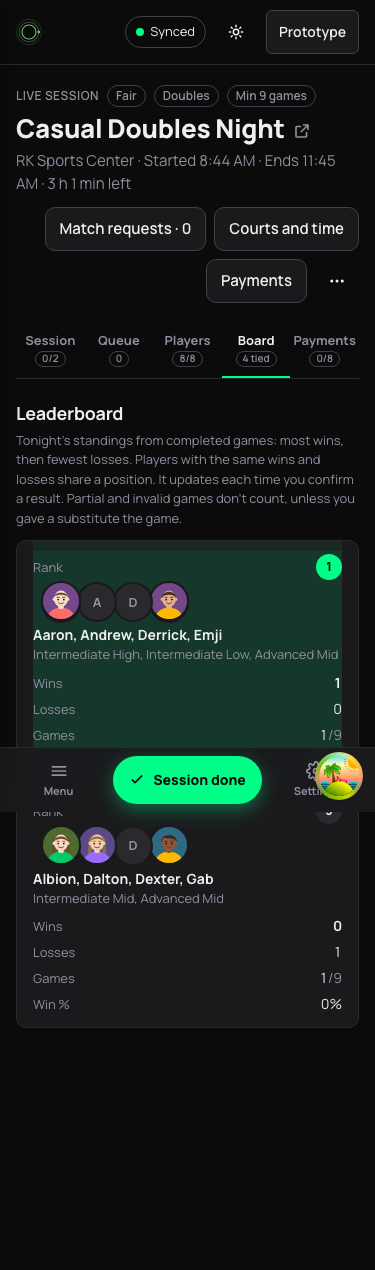 Synced
Prototype
LIVE SESSION
Fair
Doubles
Min 9 games
Casual Doubles Night
RK Sports Center · Started 8:44 AM · Ends 11:45
AM · 3 h 1 min left
Match requests · 0
Courts and time
Payments
Session
Queue
Players
Board
Payments
0/2
0
8/8
4 tied
0/8
Leaderboard
Tonight's standings from completed games: most wins,
then fewest losses. Players with the same wins and
losses share a position. It updates each time you confirm
a result. Partial and invalid games don't count, unless you
gave a substitute the game.
Rank
1
A
D
Aaron, Andrew, Derrick, Emji
Intermediate High, Intermediate Low, Advanced Mid
Wins
1
Losses
0
Games
1/9
Menu
Session done
Rank
D
Albion, Dalton, Dexter, Gab
Intermediate Mid, Advanced Mid
Wins
0
Losses
1
Games
1/9
Win %
0%